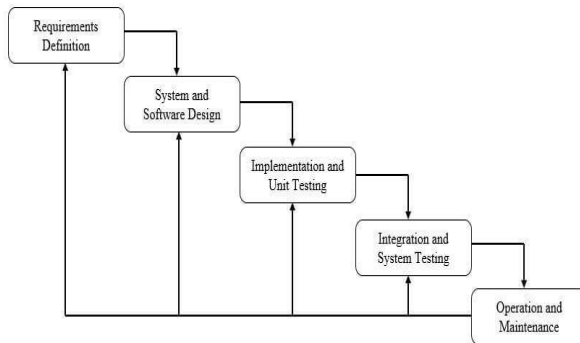 Requirements
Definition
System and
Software Design
Implementation and
Unit Testing
Integration and
System Testing
Operation and
Maintenance